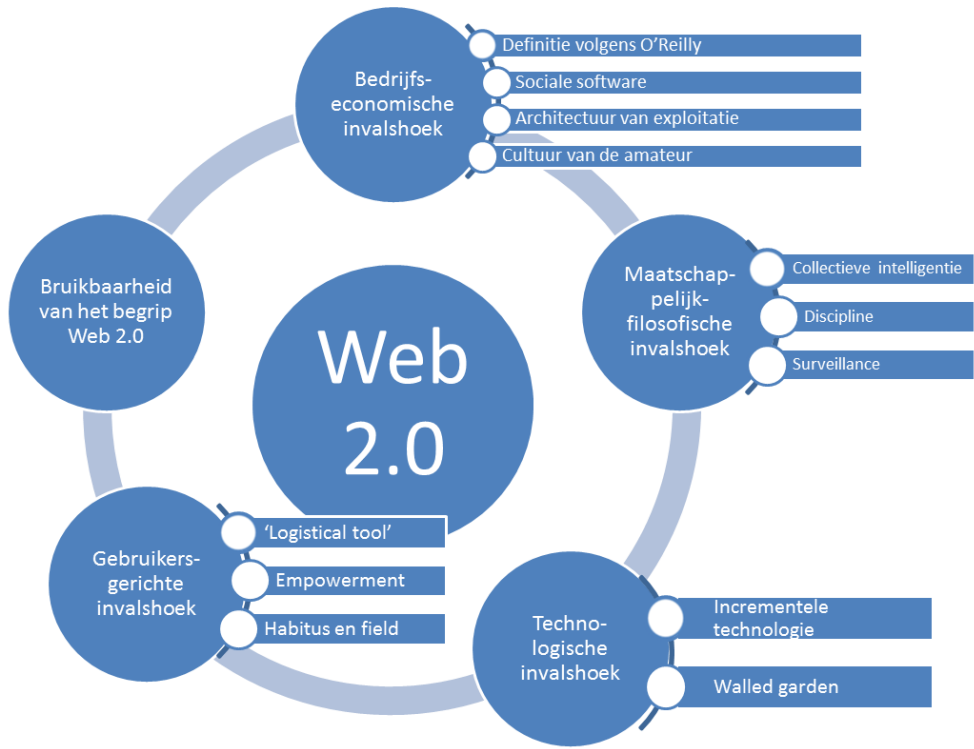 Bedrijfs-
economische
invalshoek
Definitie volgens O’Reilly
Sociale software
Architectuur van exploitatie
Cultuur van de amateur
Maatschap-
pelijk-
filosofische
invalshoek
Collectieve intelligentie
Discipline
Surveillance
Techno-
logische
invalshoek
Incrementele
technologie
Walled garden
Gebruikers-
gerichte
invalshoek
‘Logistical tool’
Empowerment
Habitus en field
Bruikbaarheid
van het begrip
Web 2.0
Web
2.0